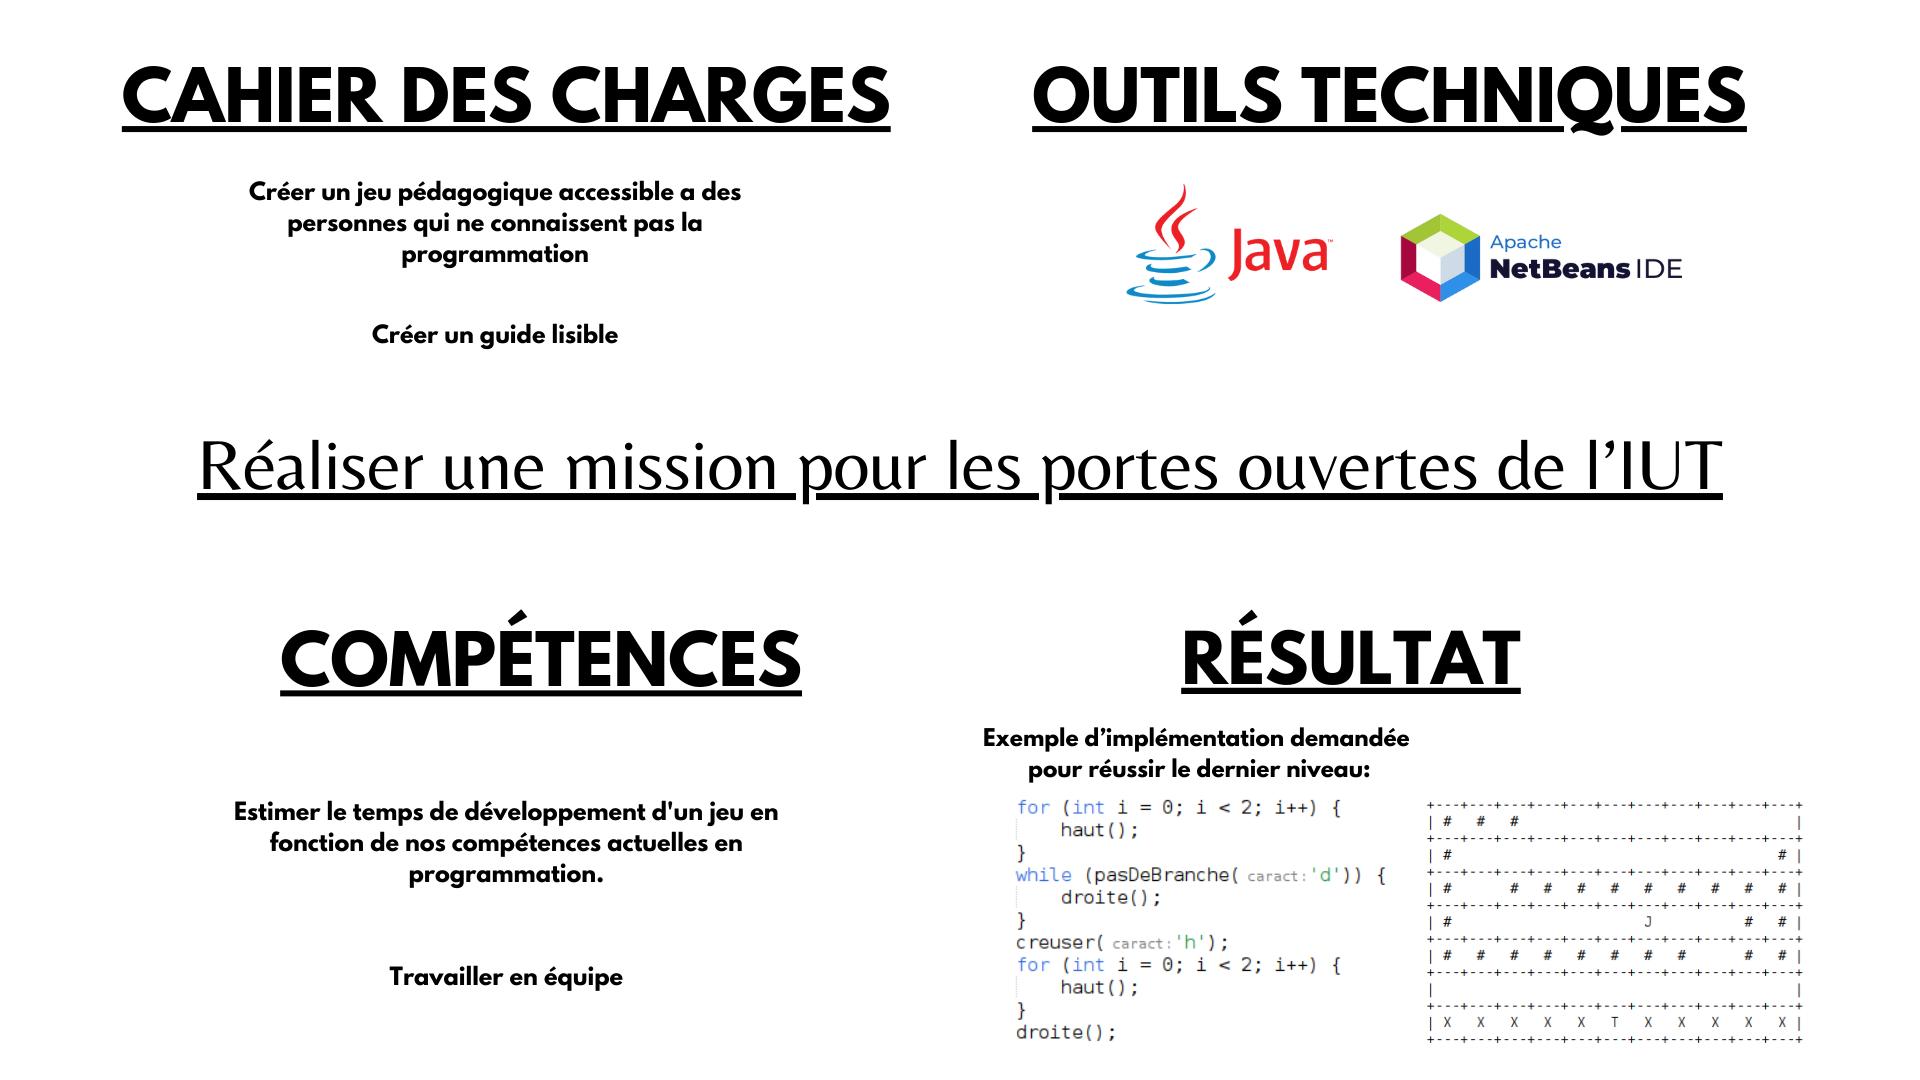 CAHIER DES CHARGES
Créer un jeu pédagogique accessible a des
personnes qui ne connaissent pas la
programmation
Créer un guide lisible
OUTILS TECHNIQUES
Java™
Apache
NetBeans IDE
Réaliser une mission pour les portes ouvertes de l’IUT
COMPÉTENCES
Estimer le temps de développement d'un jeu en
fonction de nos compétences actuelles en
programmation.
Travailler en équipe
RÉSULTAT
Exemple d’implémentation demandée
pour réussir le dernier niveau:
for (int i = 0; i < 2; i++) {
    haut();
}
while (pasDeBranche( caract: 'd')) {
    droite();
}
creuser( caract: 'h');
for (int i = 0; i < 2; i++) {
    haut();
}
droite();
+---+---+---+---+---+---+---+---+---+---+---+
| #   #   #                                 |
+---+---+---+---+---+---+---+---+---+---+---+
| #                                       # |
+---+---+---+---+---+---+---+---+---+---+---+
| #       #   #   #   #   #   #   #   #   # |
+---+---+---+---+---+---+---+---+---+---+---+
| #                       J           #   # |
+---+---+---+---+---+---+---+---+---+---+---+
| #   #   #   #   #   #   #   #       #   # |
+---+---+---+---+---+---+---+---+---+---+---+
|                                           |
+---+---+---+---+---+---+---+---+---+---+---+
| X   X   X   X   X   T   X   X   X   X   X |
+---+---+---+---+---+---+---+---+---+---+---+